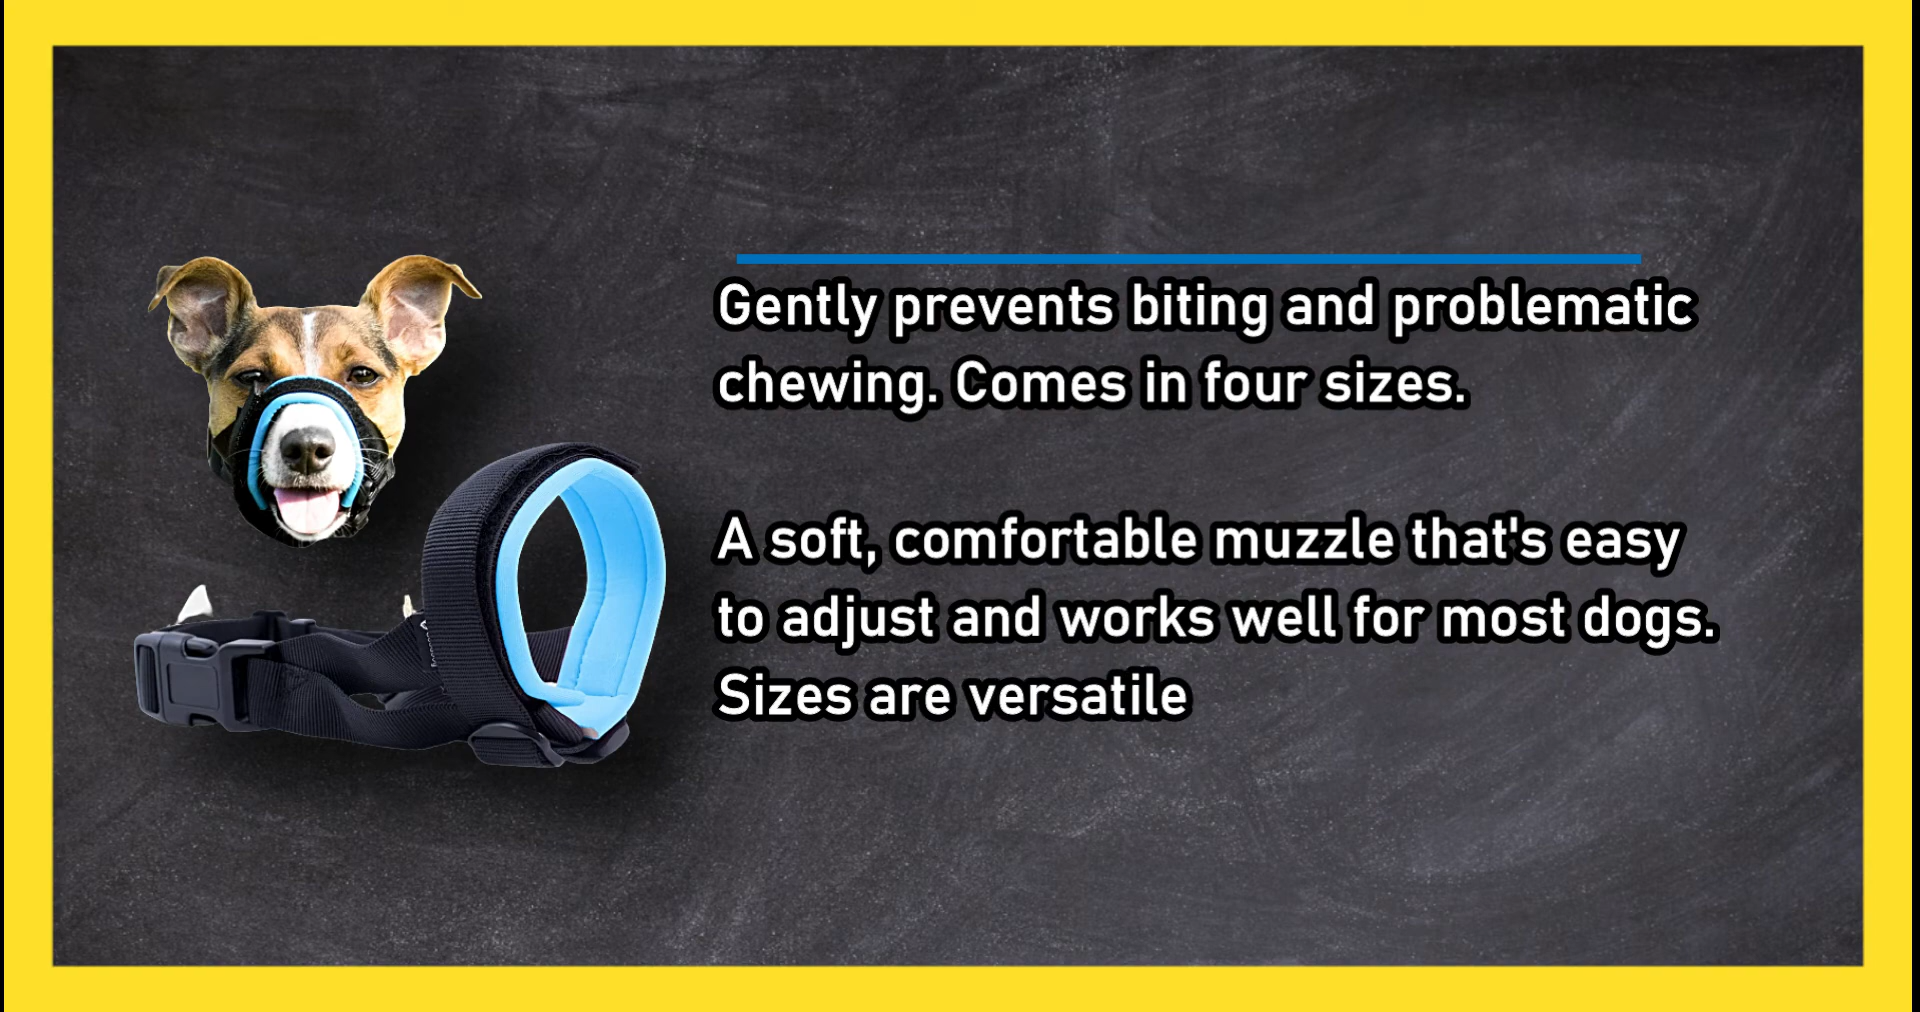 Gently prevents biting and problematic
chewing. Comes in four sizes.
A soft, comfortable muzzle that's easy
to adjust and works well for most dogs.
Sizes are versatile